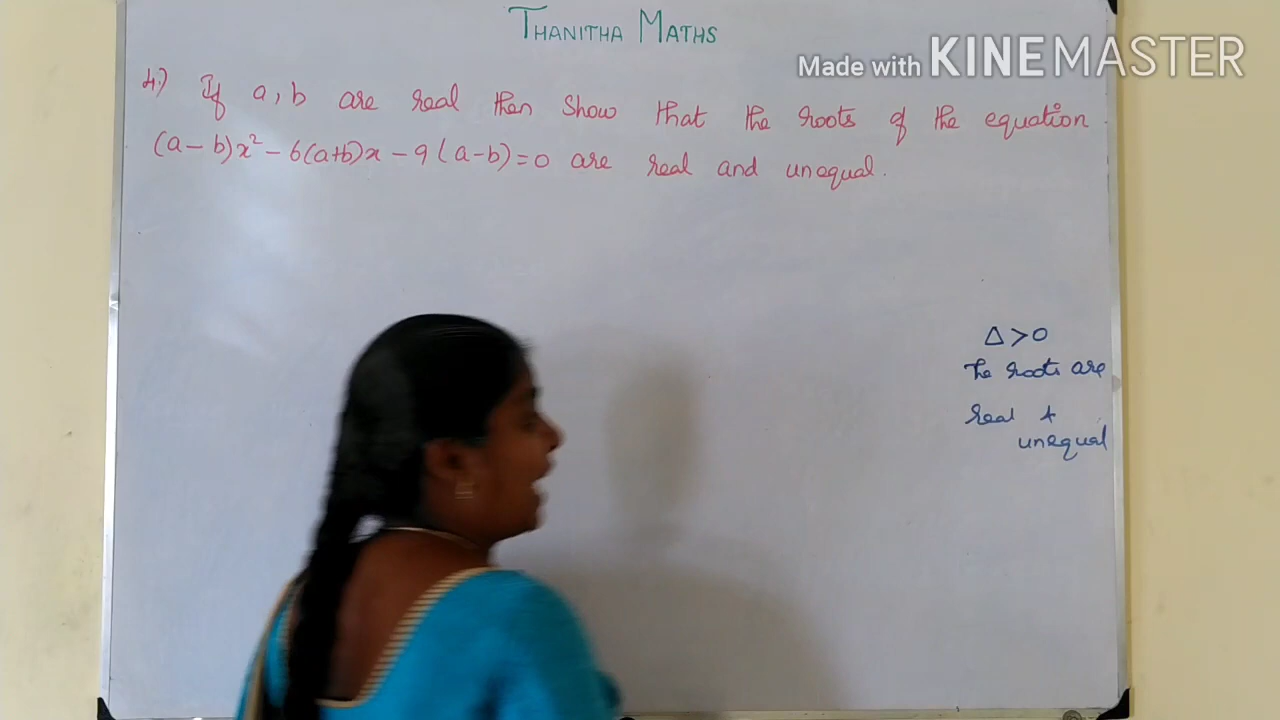 THANITHA MATHS
Made with KINEMASTER
4) If a, b are real then show that the roots of the equation
(a-b)x² - 6(a+b)x - 9(a-b) = 0 are real and unequal.
Δ > 0
The roots are
real &
unequal